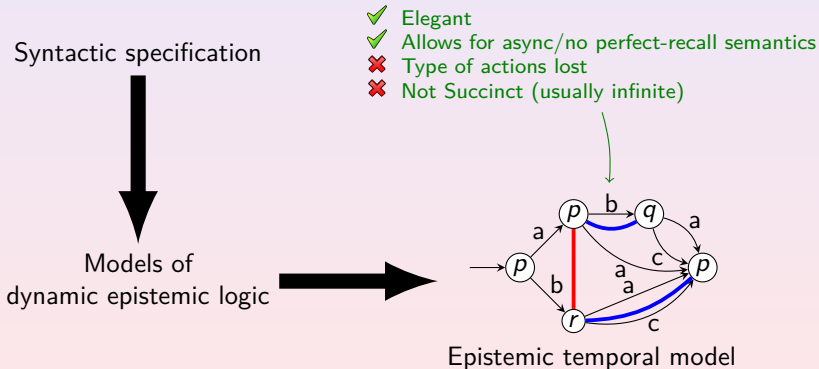 Elegant
Allows for async/no perfect-recall semantics
Type of actions lost
Not Succinct (usually infinite)
Syntactic specification
Models of
dynamic epistemic logic
p
b
q
a
a
c
p
a
p
a
b
r
c
Epistemic temporal model